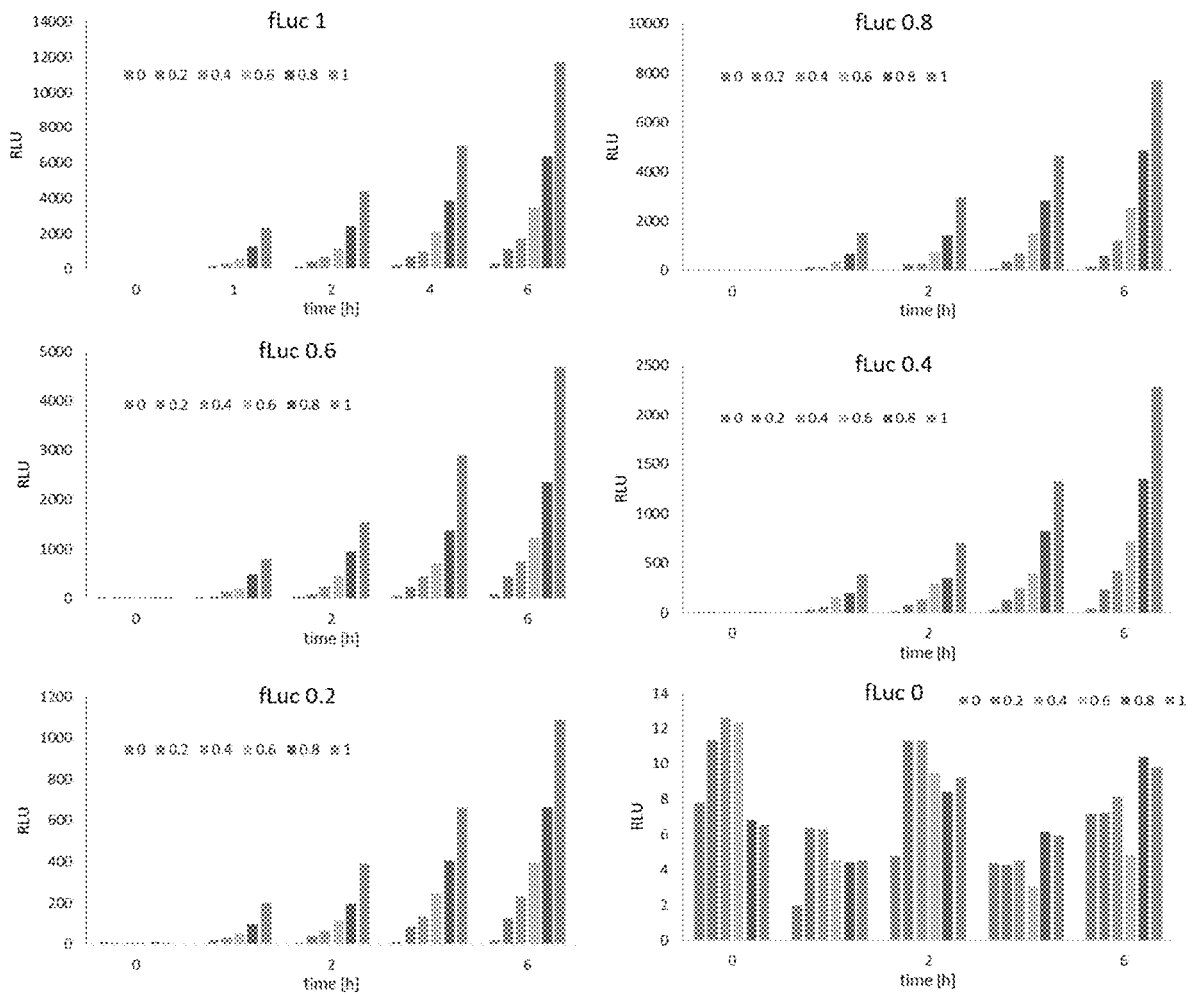 fLuc 1
14000
12000
10000
8000
6000
4000
2000
0
RLU
0 0.2 0.4 0.6 0.8 1
0 1 2 4 6
time [h]
fLuc 0.8
10000
8000
6000
4000
2000
0
RLU
0 0.2 0.4 0.6 0.8 1
0 2 6
time [h]
fLuc 0.6
5000
4000
3000
2000
1000
0
RLU
0 0.2 0.4 0.6 0.8 1
0 2 6
time [h]
fLuc 0.4
2500
2000
1500
1000
500
0
RLU
0 0.2 0.4 0.6 0.8 1
0 2 6
time [h]
fLuc 0.2
1200
1000
800
600
400
200
0
RLU
0 0.2 0.4 0.6 0.8 1
0 2 6
time [h]
fLuc 0
14
12
10
8
6
4
2
0
RLU
0 0.2 0.4 0.6 0.8 1
0 2 6
time [h]